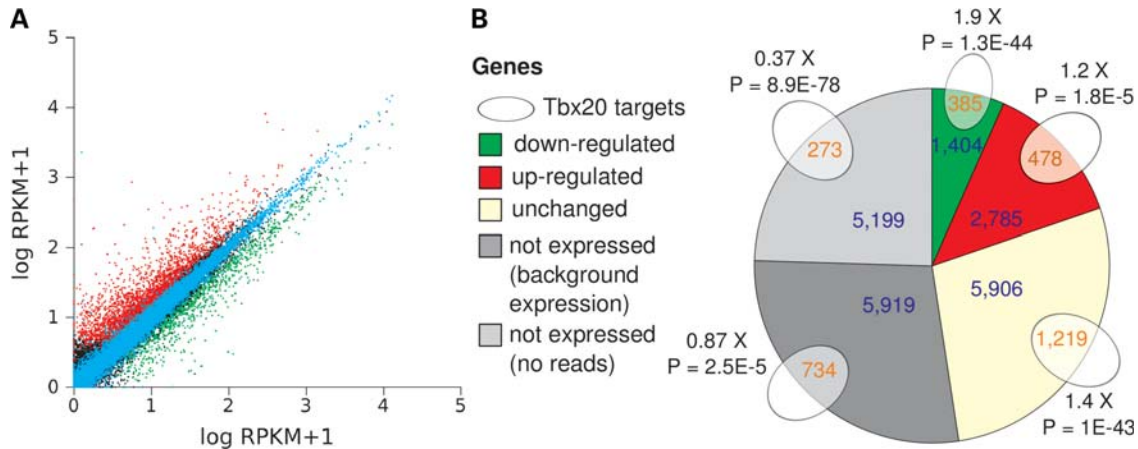 A
5
4
3
2
1
0
0
1
2
3
4
5
log RPKM+1
log RPKM+1
B
Genes
Tbx20 targets
down-regulated
up-regulated
unchanged
not expressed
(background
expression)
not expressed
(no reads)
1.9 X
P = 1.3E-44
385
1,404
1.2 X
P = 1.8E-5
478
2,785
0.37 X
P = 8.9E-78
273
5,199
5,919
5,906
0.87 X
P = 2.5E-5
734
1,219
1.4 X
P = 1E-43